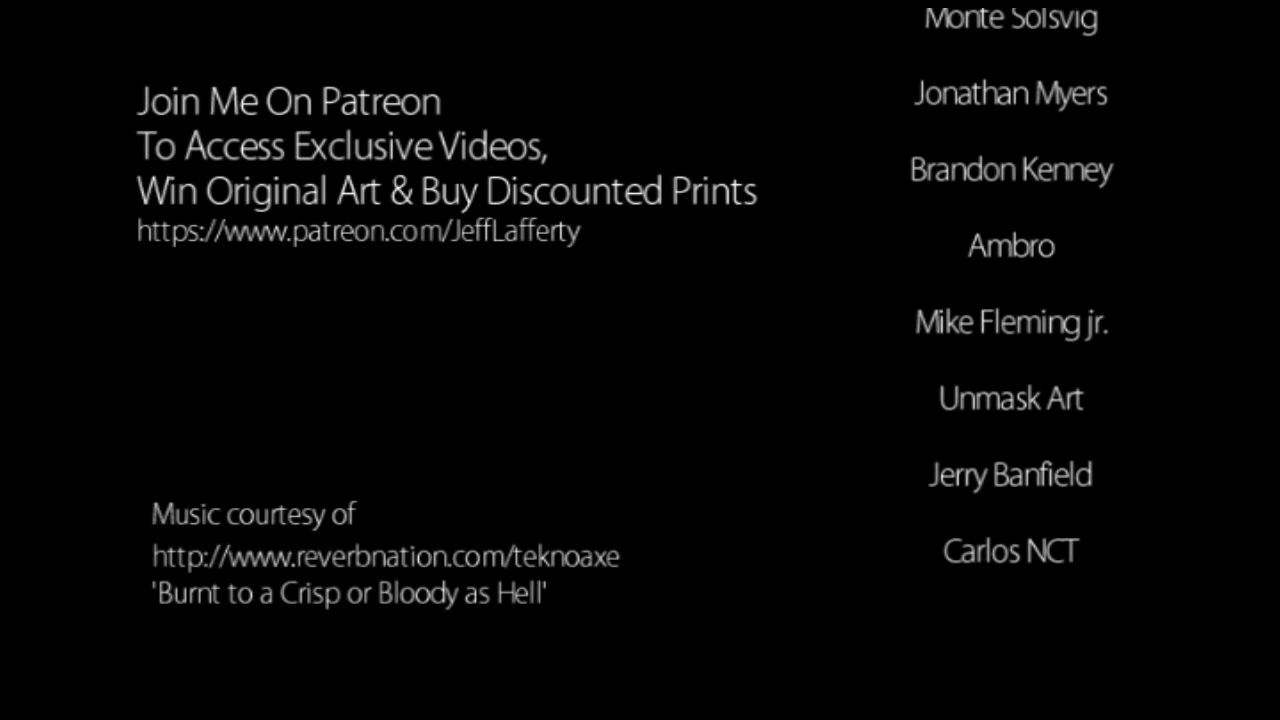 Join Me On Patreon
To Access Exclusive Videos,
Win Original Art & Buy Discounted Prints
https://www.patreon.com/JeffLafferty
Music courtesy of
http://www.reverbnation.com/teknoaxe
'Burnt to a Crisp or Bloody as Hell'
Monte Solsvig
Jonathan Myers
Brandon Kenney
Ambro
Mike Fleming jr.
Unmask Art
Jerry Banfield
Carlos NCT